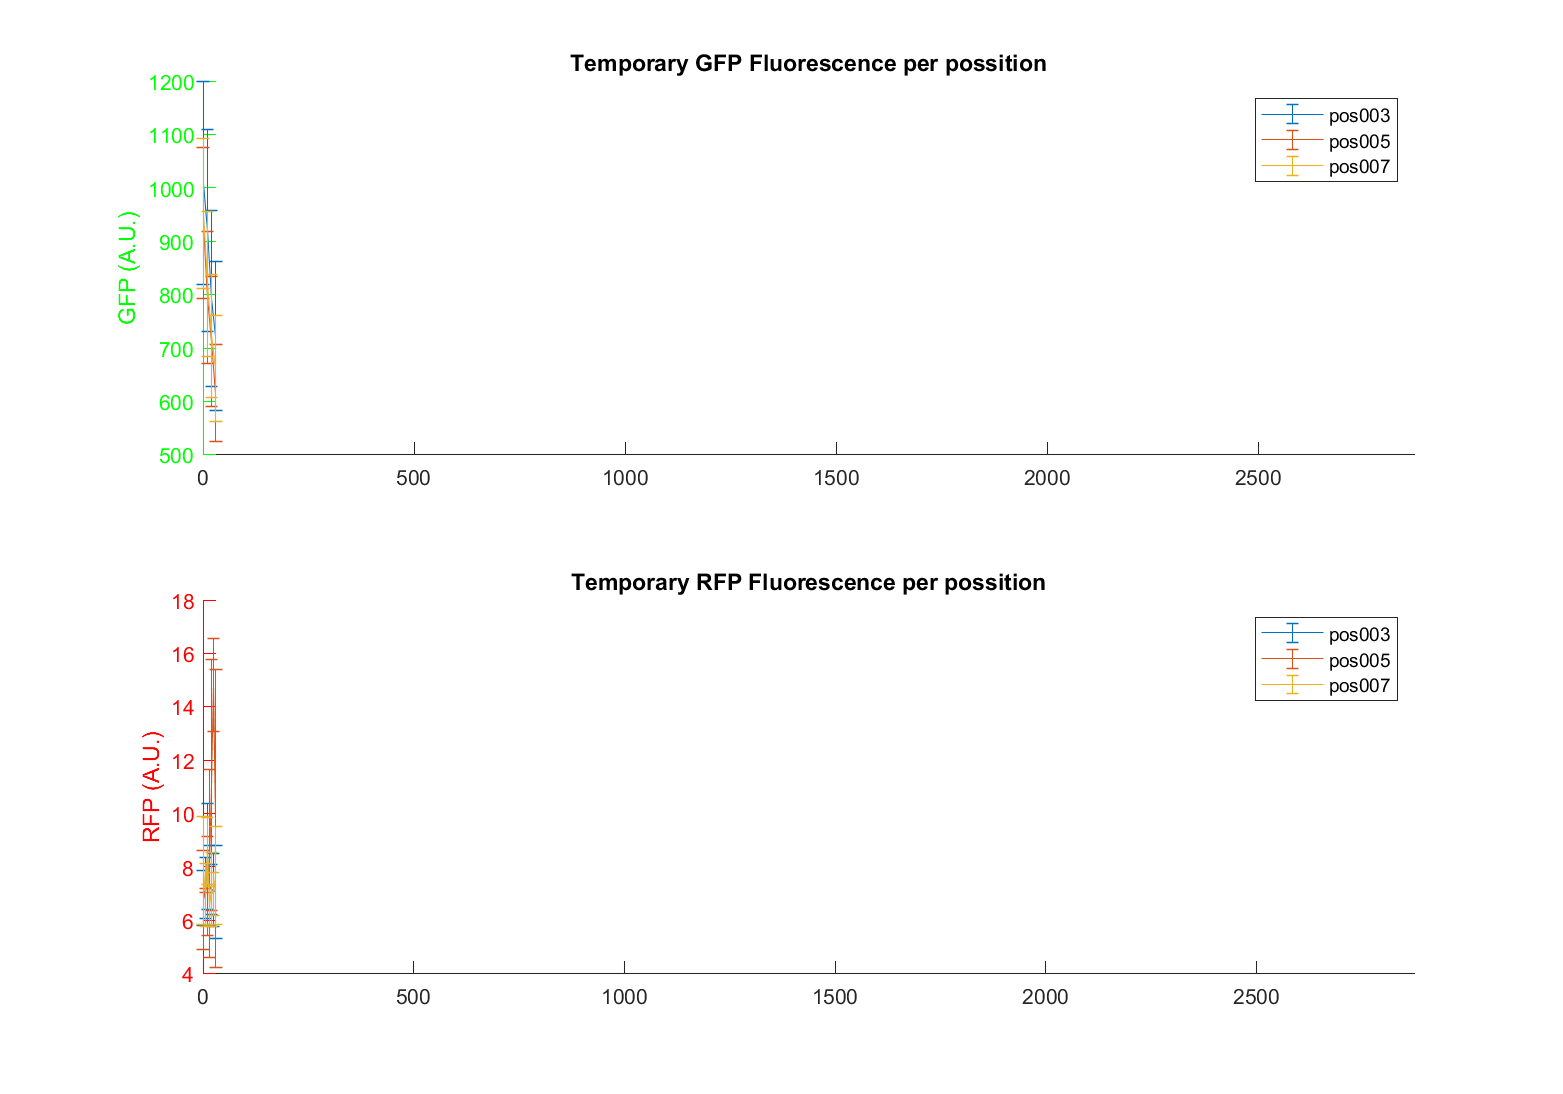 Temporary GFP Fluorescence per possition
1200
1100
1000
900
800
700
600
500
GFP (A.U.)
0 500 1000 1500 2000 2500
pos003
pos005
pos007
Temporary RFP Fluorescence per possition
18
16
14
12
10
8
6
4
RFP (A.U.)
0 500 1000 1500 2000 2500
pos003
pos005
pos007